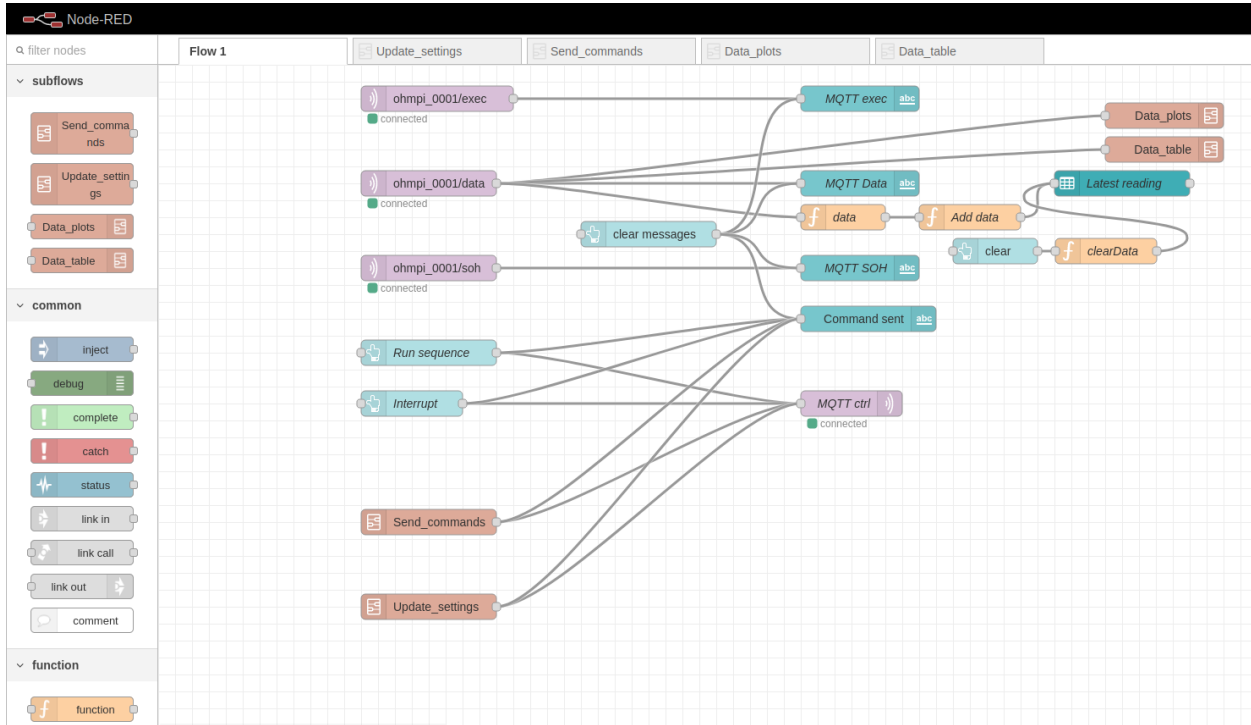 Node-RED
filter nodes
Flow 1
Update_settings
Send_commands
Data_plots
Data_table
subflows
Send_comma
nds
Update_settin
gs
Data_plots
Data_table
common
inject
debug
complete
catch
status
link in
link call
link out
comment
function
function
ohmpi_0001/exec
connected
MQTT exec
abc
Data_plots
Data_table
ohmpi_0001/data
connected
MQTT Data
abc
Latest reading
data
Add data
clear messages
clear
clearData
ohmpi_0001/soh
connected
MQTT SOH
abc
Command sent
abc
Run sequence
Interrupt
MQTT ctrl
connected
Send_commands
Update_settings